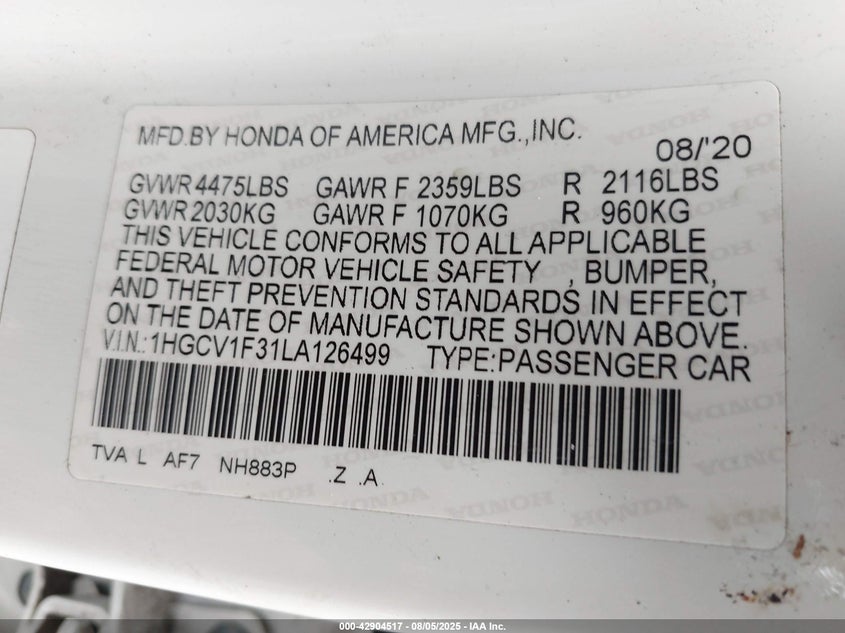 MFD.BY HONDA OF AMERICA MFG.,INC.
08/'20
GVWR 4475LBS GAWR F 2359LBS R 2116LBS
GVWR 2030KG GAWR F 1070KG R 960KG
THIS VEHICLE CONFORMS TO ALL APPLICABLE
FEDERAL MOTOR VEHICLE SAFETY , BUMPER,
AND THEFT PREVENTION STANDARDS IN EFFECT
ON THE DATE OF MANUFACTURE SHOWN ABOVE.
V.I.N.:1HGCV1F31LA126499 TYPE:PASSENGER CAR
TVA L AF7 NH883P .Z .A
000-42904517 - 08/05/2025 - IAA Inc.